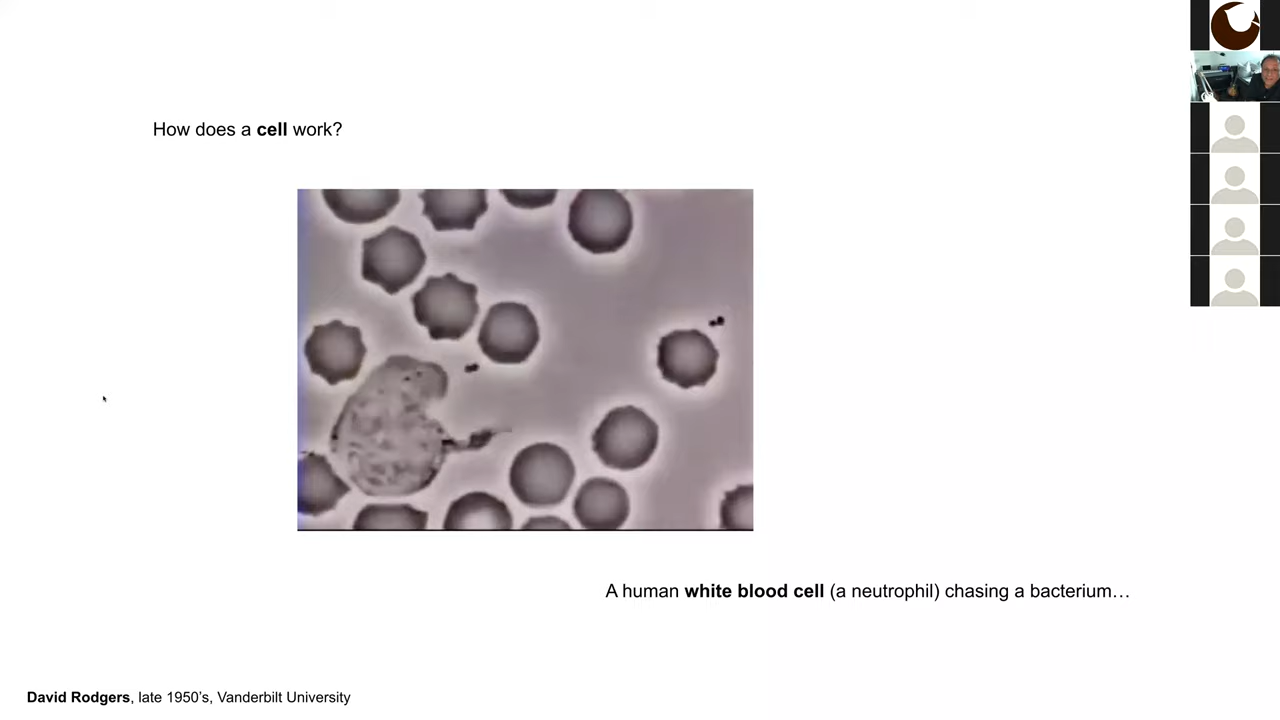 How does a cell work?
A human white blood cell (a neutrophil) chasing a bacterium…
David Rodgers, late 1950’s, Vanderbilt University